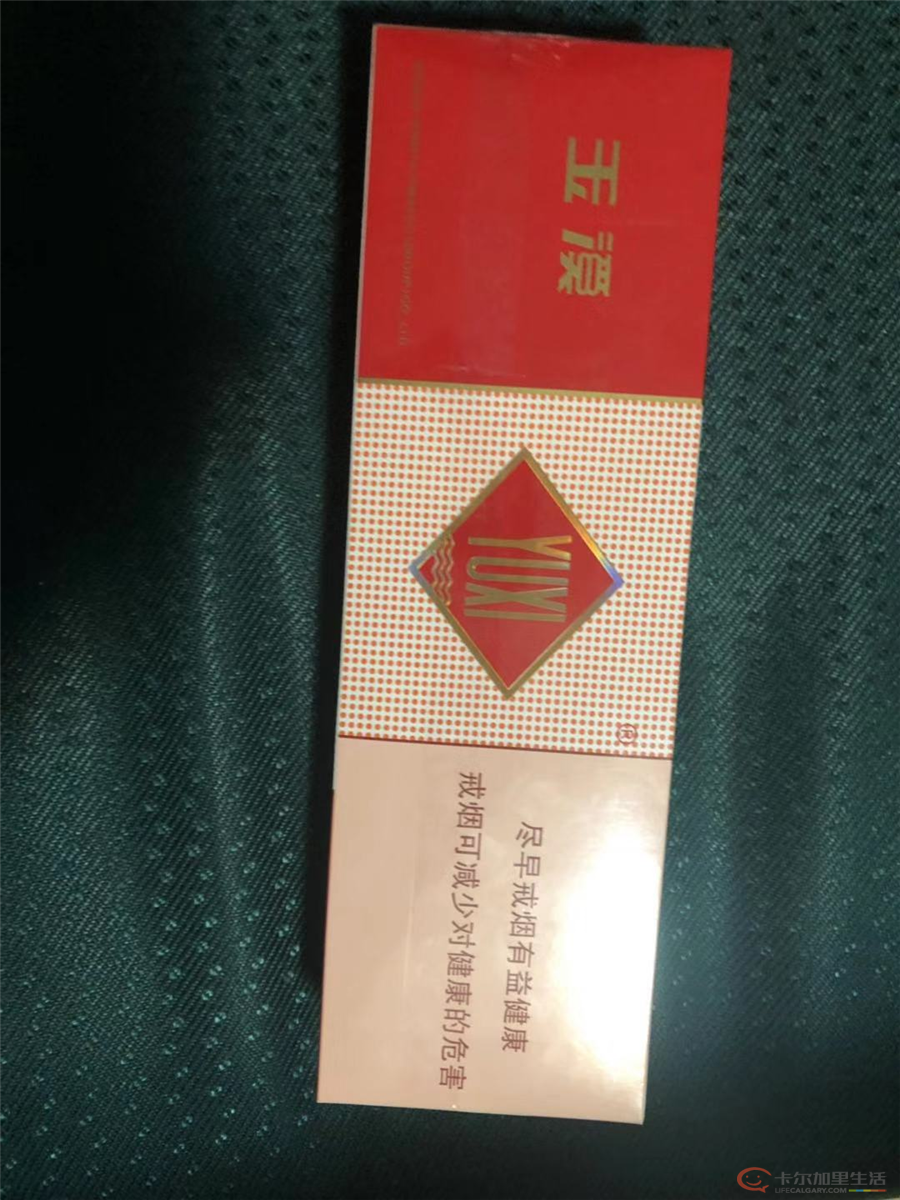 玉溪
YUXI
®
尽早戒烟有益健康
戒烟可减少对健康的危害
卡尔加里生活
LIFECALGARY.COM